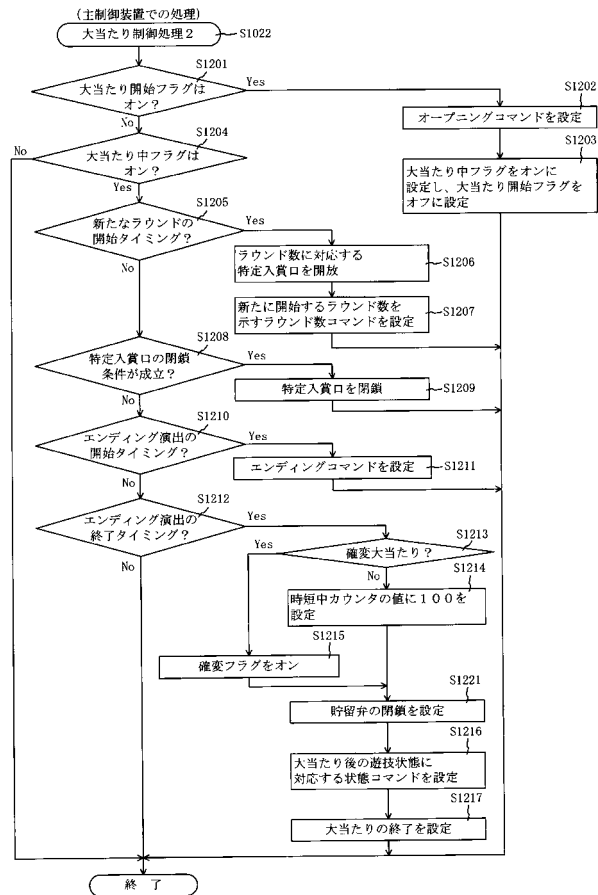 (主制御装置での処理)
大当たり制御処理2
S1022
S1201
大当たり開始フラグは
オン?
Yes
No
S1202
オープニングコマンドを設定
S1203
大当たり中フラグをオンに
設定し、大当たり開始フラグを
オフに設定
S1204
大当たり中フラグは
オン?
No
Yes
S1205
新たなラウンドの
開始タイミング?
Yes
No
ラウンド数に対応する
特定入賞口を開放
S1206
新たに開始するラウンド数を
示すラウンド数コマンドを設定
S1207
S1208
特定入賞口の閉鎖
条件が成立?
Yes
No
特定入賞口を閉鎖
S1209
S1210
エンディング演出の
開始タイミング?
Yes
No
エンディングコマンドを設定
S1211
S1212
エンディング演出の
終了タイミング?
Yes
No
S1213
確変大当たり?
Yes
No
S1214
時短中カウンタの値に100を
設定
S1215
確変フラグをオン
S1221
貯留弁の閉鎖を設定
S1216
大当たり後の遊技状態に
対応する状態コマンドを設定
S1217
大当たりの終了を設定
終 了